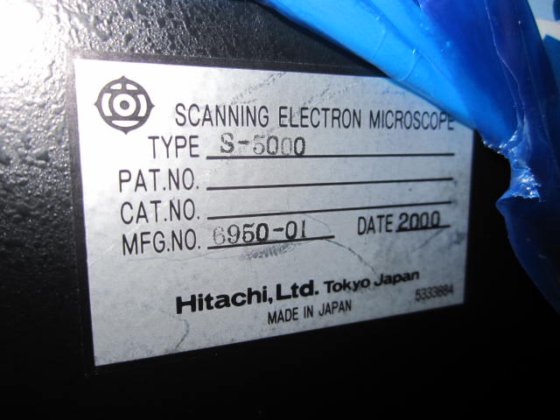 SCANNING ELECTRON MICROSCOPE
TYPE S-5000
PAT.NO.
CAT.NO.
MFG.NO. 6950-01 DATE 2000
Hitachi, Ltd. Tokyo Japan
MADE IN JAPAN 5333884